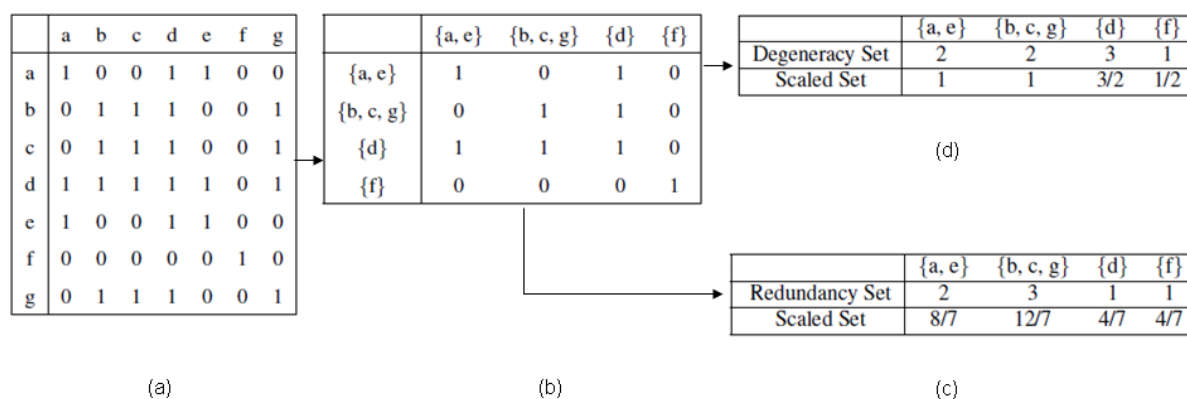 a b c d e f g
a 1 0 0 1 1 0 0
b 0 1 1 1 0 0 1
c 0 1 1 1 0 0 1
d 1 1 1 1 1 0 1
e 1 0 0 1 1 0 0
f 0 0 0 0 0 1 0
g 0 1 1 1 0 0 1
(a)
{a, e} {b, c, g} {d} {f}
{a, e} 1 0 1 0
{b, c, g} 0 1 1 0
{d} 1 1 1 0
{f} 0 0 0 1
(b)
{a, e} {b, c, g} {d} {f}
Degeneracy Set 2 2 3 1
Scaled Set 1 1 3/2 1/2
(d)
{a, e} {b, c, g} {d} {f}
Redundancy Set 2 3 1 1
Scaled Set 8/7 12/7 4/7 4/7
(c)